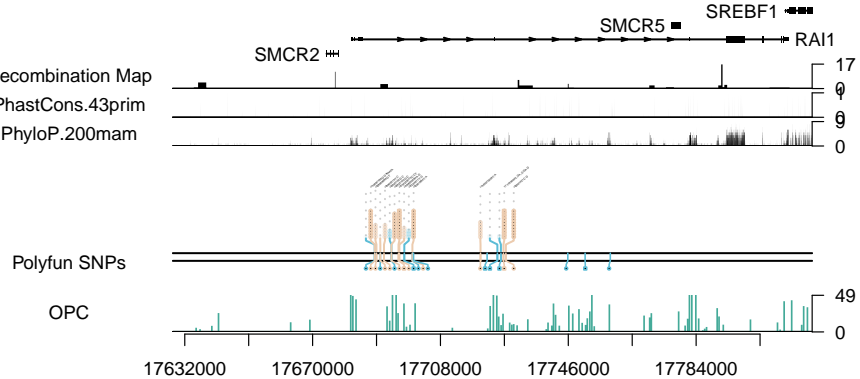 SREBF1
SMCR5
RAI1
SMCR2
ecombination Map
17
0
PhastCons.43prim
1
0
PhyloP.200mam
9
0
Polyfun SNPs
OPC
49
0
17632000 17670000 17708000 17746000 17784000